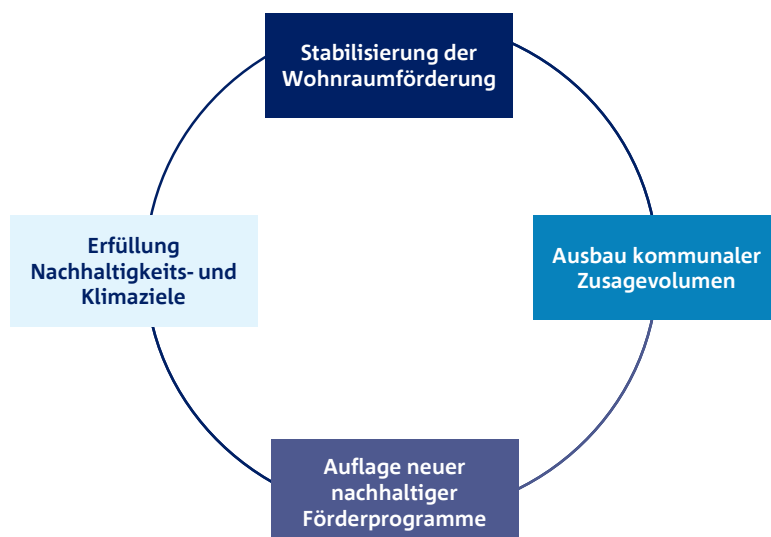 Stabilisierung der
Wohnraumförderung
Erfüllung
Nachhaltigkeits- und
Klimaziele
Ausbau kommunaler
Zusagevolumen
Auflage neuer
nachhaltiger
Förderprogramme